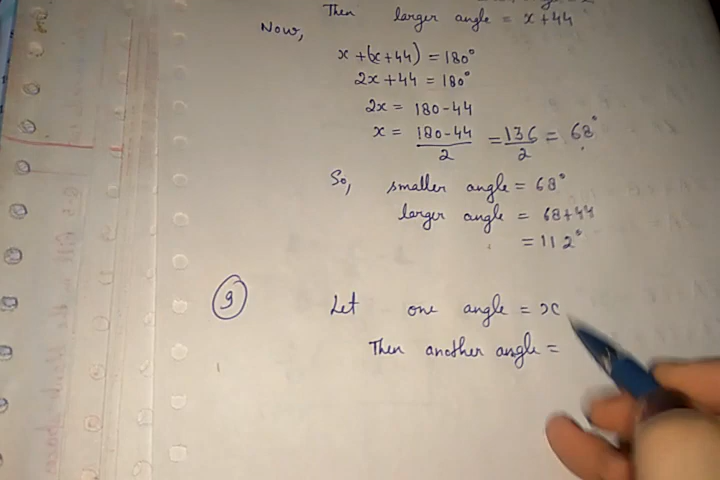 Then larger angle = x+44
Now,
x+(x+44) = 180°
2x+44 = 180°
2x = 180-44
x = 180-44 / 2 = 136 / 2 = 68°
So, smaller angle = 68°
larger angle = 68+44
= 112°
9 Let one angle = x
Then another angle =